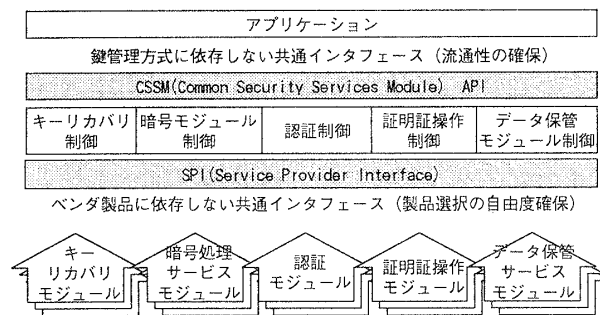 アプリケーション
鍵管理方式に依存しない共通インタフェース（流通性の確保）
CSSM(Common Security Services Module)　API
キーリカバリ
制御
暗号モジュール
制御
認証制御
証明証操作
制御
データ保管
モジュール制御
SPI(Service Provider Interface)
ベンダ製品に依存しない共通インタフェース（製品選択の自由度確保）
キー
リカバリ
モジュール
暗号処理
サービス
モジュール
認証
モジュール
証明証操作
モジュール
データ保管
サービス
モジュール